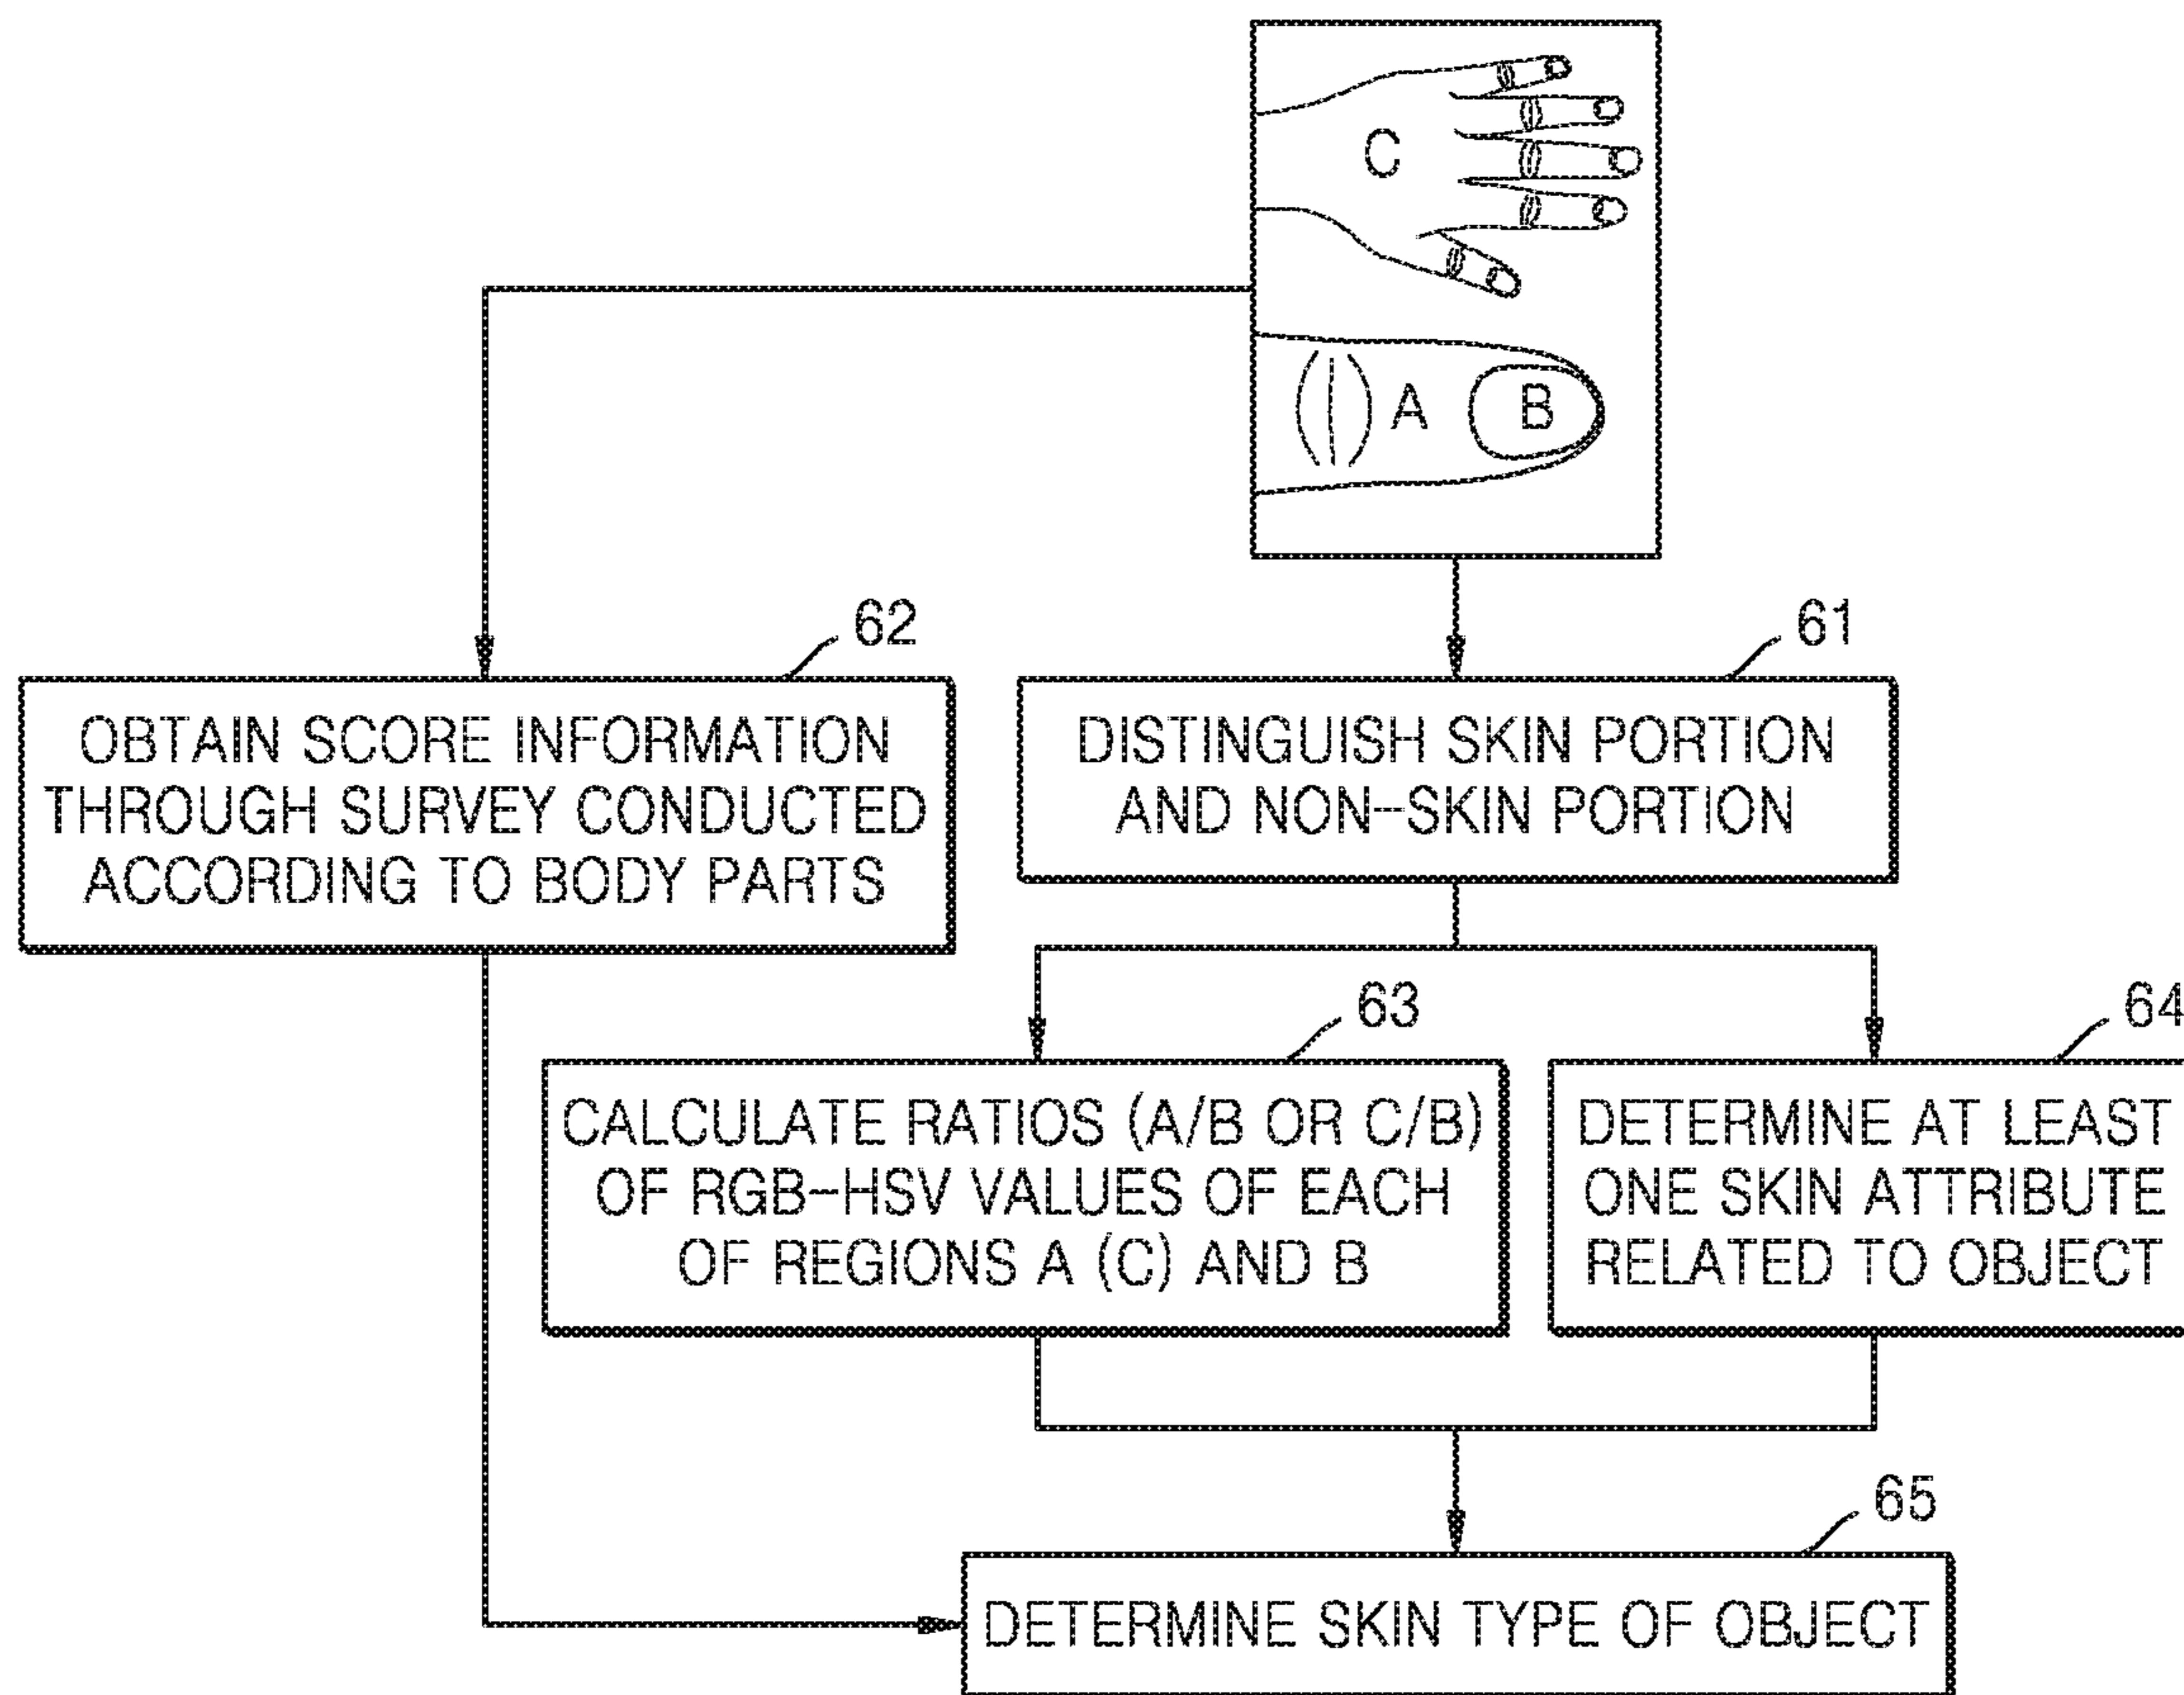 C
A
B
62
OBTAIN SCORE INFORMATION
THROUGH SURVEY CONDUCTED
ACCORDING TO BODY PARTS
61
DISTINGUISH SKIN PORTION
AND NON-SKIN PORTION
63
CALCULATE RATIOS (A/B OR C/B)
OF RGB-HSV VALUES OF EACH
OF REGIONS A (C) AND B
64
DETERMINE AT LEAST
ONE SKIN ATTRIBUTE
RELATED TO OBJECT
65
DETERMINE SKIN TYPE OF OBJECT